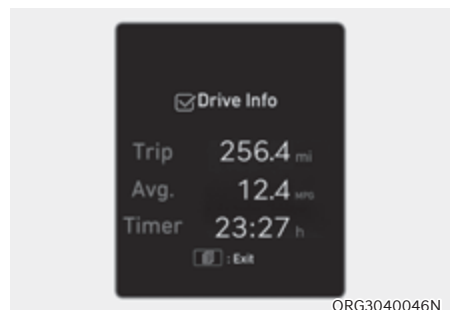 Drive Info
Trip 256.4 mi
Avg. 12.4 MPG
Timer 23:27 h
: Exit
ORG3040046N